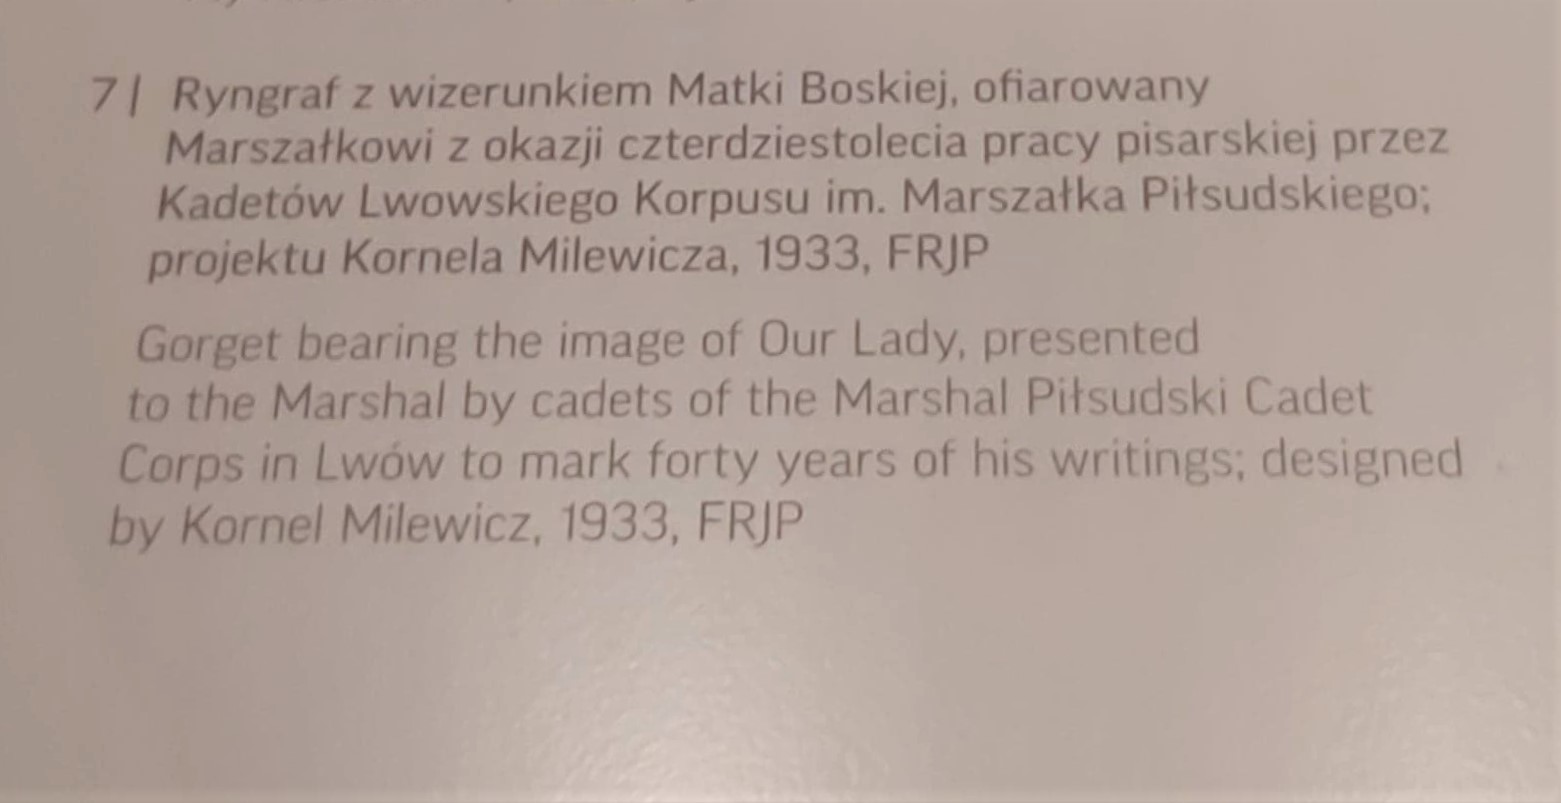 7| Ryngraf z wizerunkiem Matki Boskiej, ofiarowany
Marszałkowi z okazji czterdziestolecia pracy pisarskiej przez
Kadetów Lwowskiego Korpusu im. Marszałka Piłsudskiego;
projektu Kornela Milewicza, 1933, FRJP
Gorget bearing the image of Our Lady, presented
to the Marshal by cadets of the Marshal Piłsudski Cadet
Corps in Lwów to mark forty years of his writings; designed
by Kornel Milewicz, 1933, FRJP